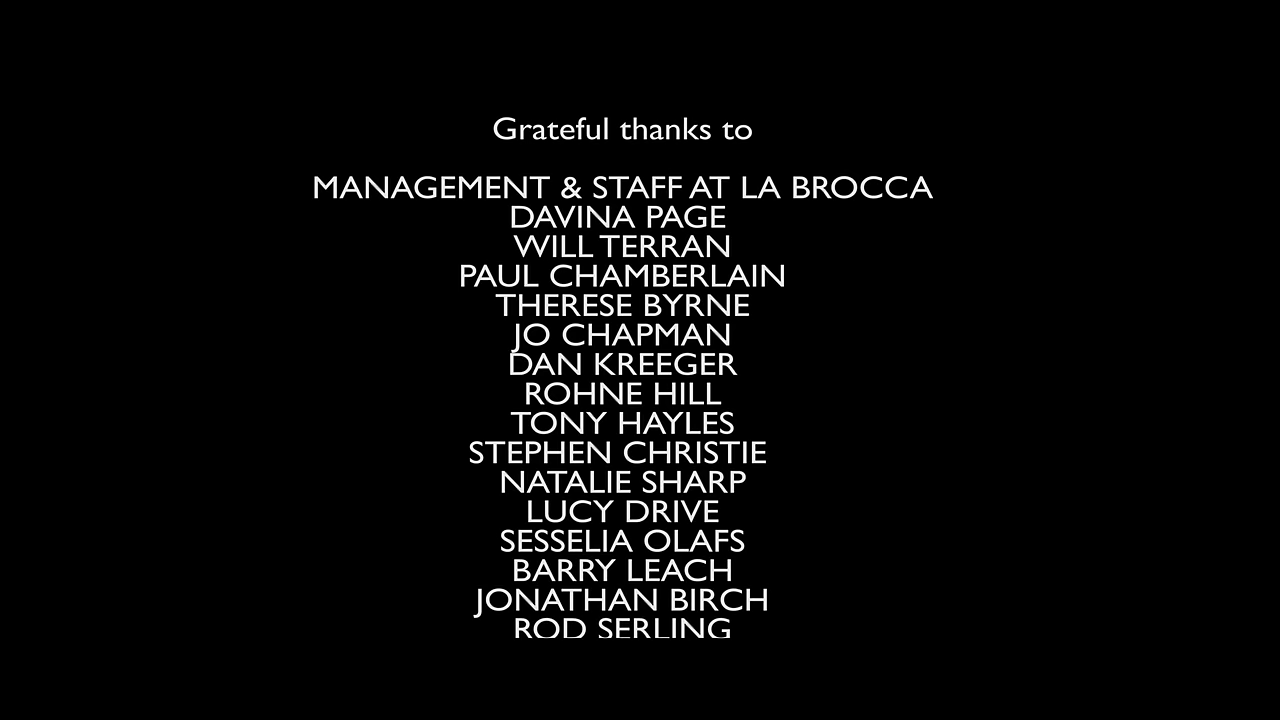 Grateful thanks to
MANAGEMENT & STAFF AT LA BROCCA
DAVINA PAGE
WILL TERRAN
PAUL CHAMBERLAIN
THERESE BYRNE
JO CHAPMAN
DAN KREEGER
ROHNE HILL
TONY HAYLES
STEPHEN CHRISTIE
NATALIE SHARP
LUCY DRIVE
SESSELIA OLAFS
BARRY LEACH
JONATHAN BIRCH
ROD SERLING